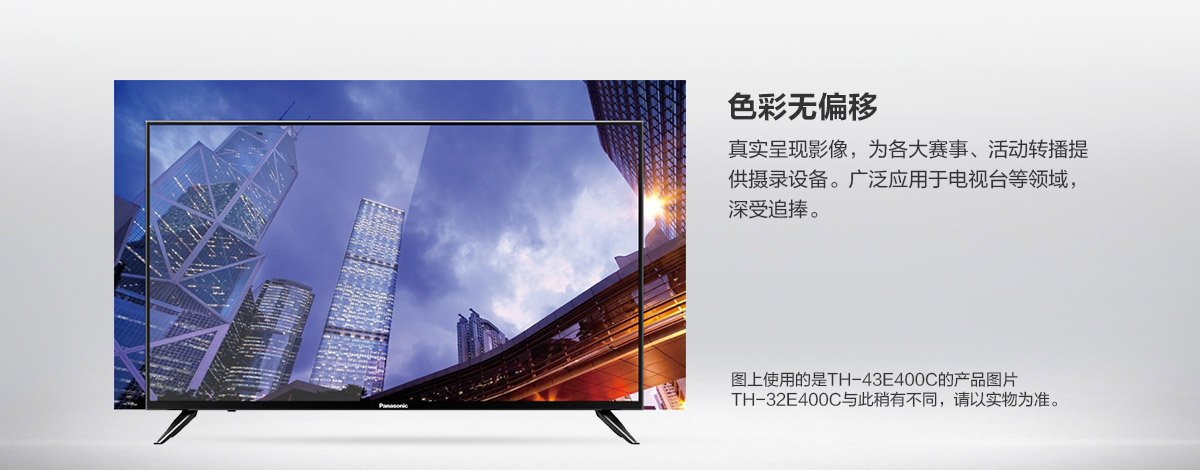 色彩无偏移
真实呈现影像，为各大赛事、活动转播提
供摄录设备。广泛应用于电视台等领域，
深受追捧。
Panasonic
图上使用的是TH-43E400C的产品图片
TH-32E400C与此稍有不同，请以实物为准。